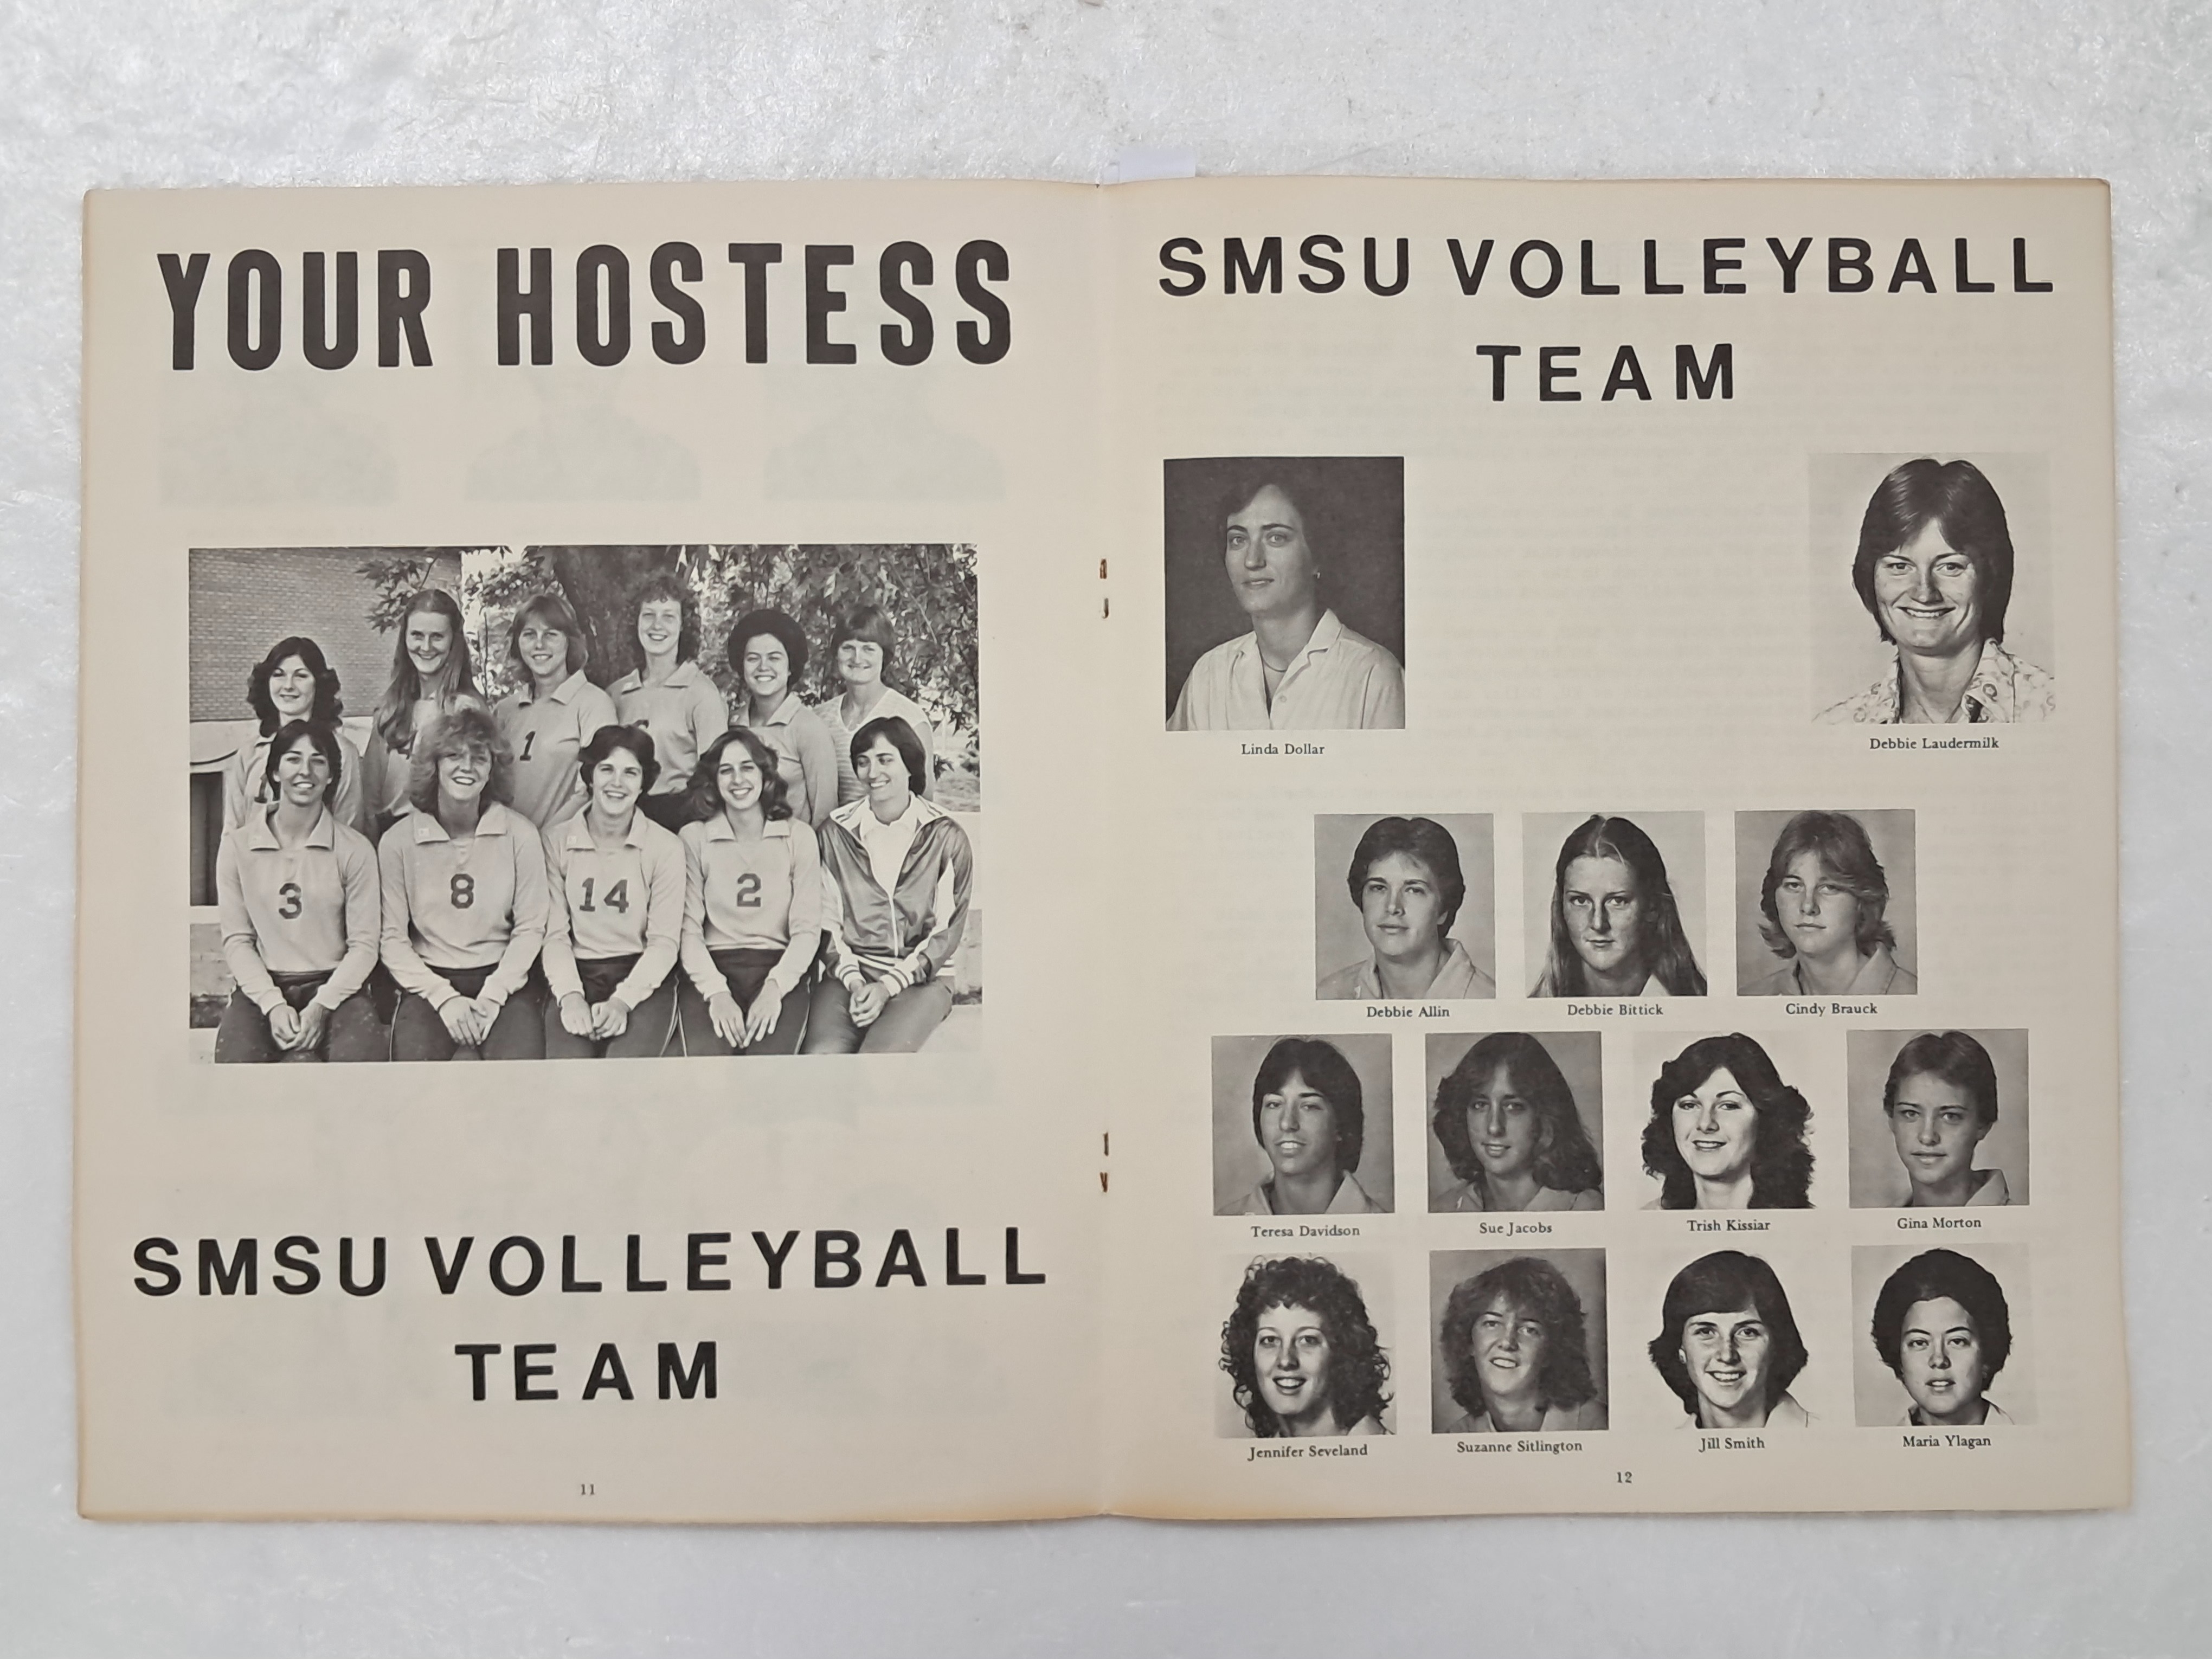 YOUR HOSTESS
1
3
8
14
2
SMSU VOLLEYBALL
TEAM
11
SMSU VOLLEYBALL
TEAM
Linda Dollar
Debbie Laudermilk
Debbie Allin
Debbie Bittick
Cindy Brauck
Teresa Davidson
Sue Jacobs
Trish Kissiar
Gina Morton
Jennifer Seveland
Suzanne Sitlington
Jill Smith
Maria Ylagan
12